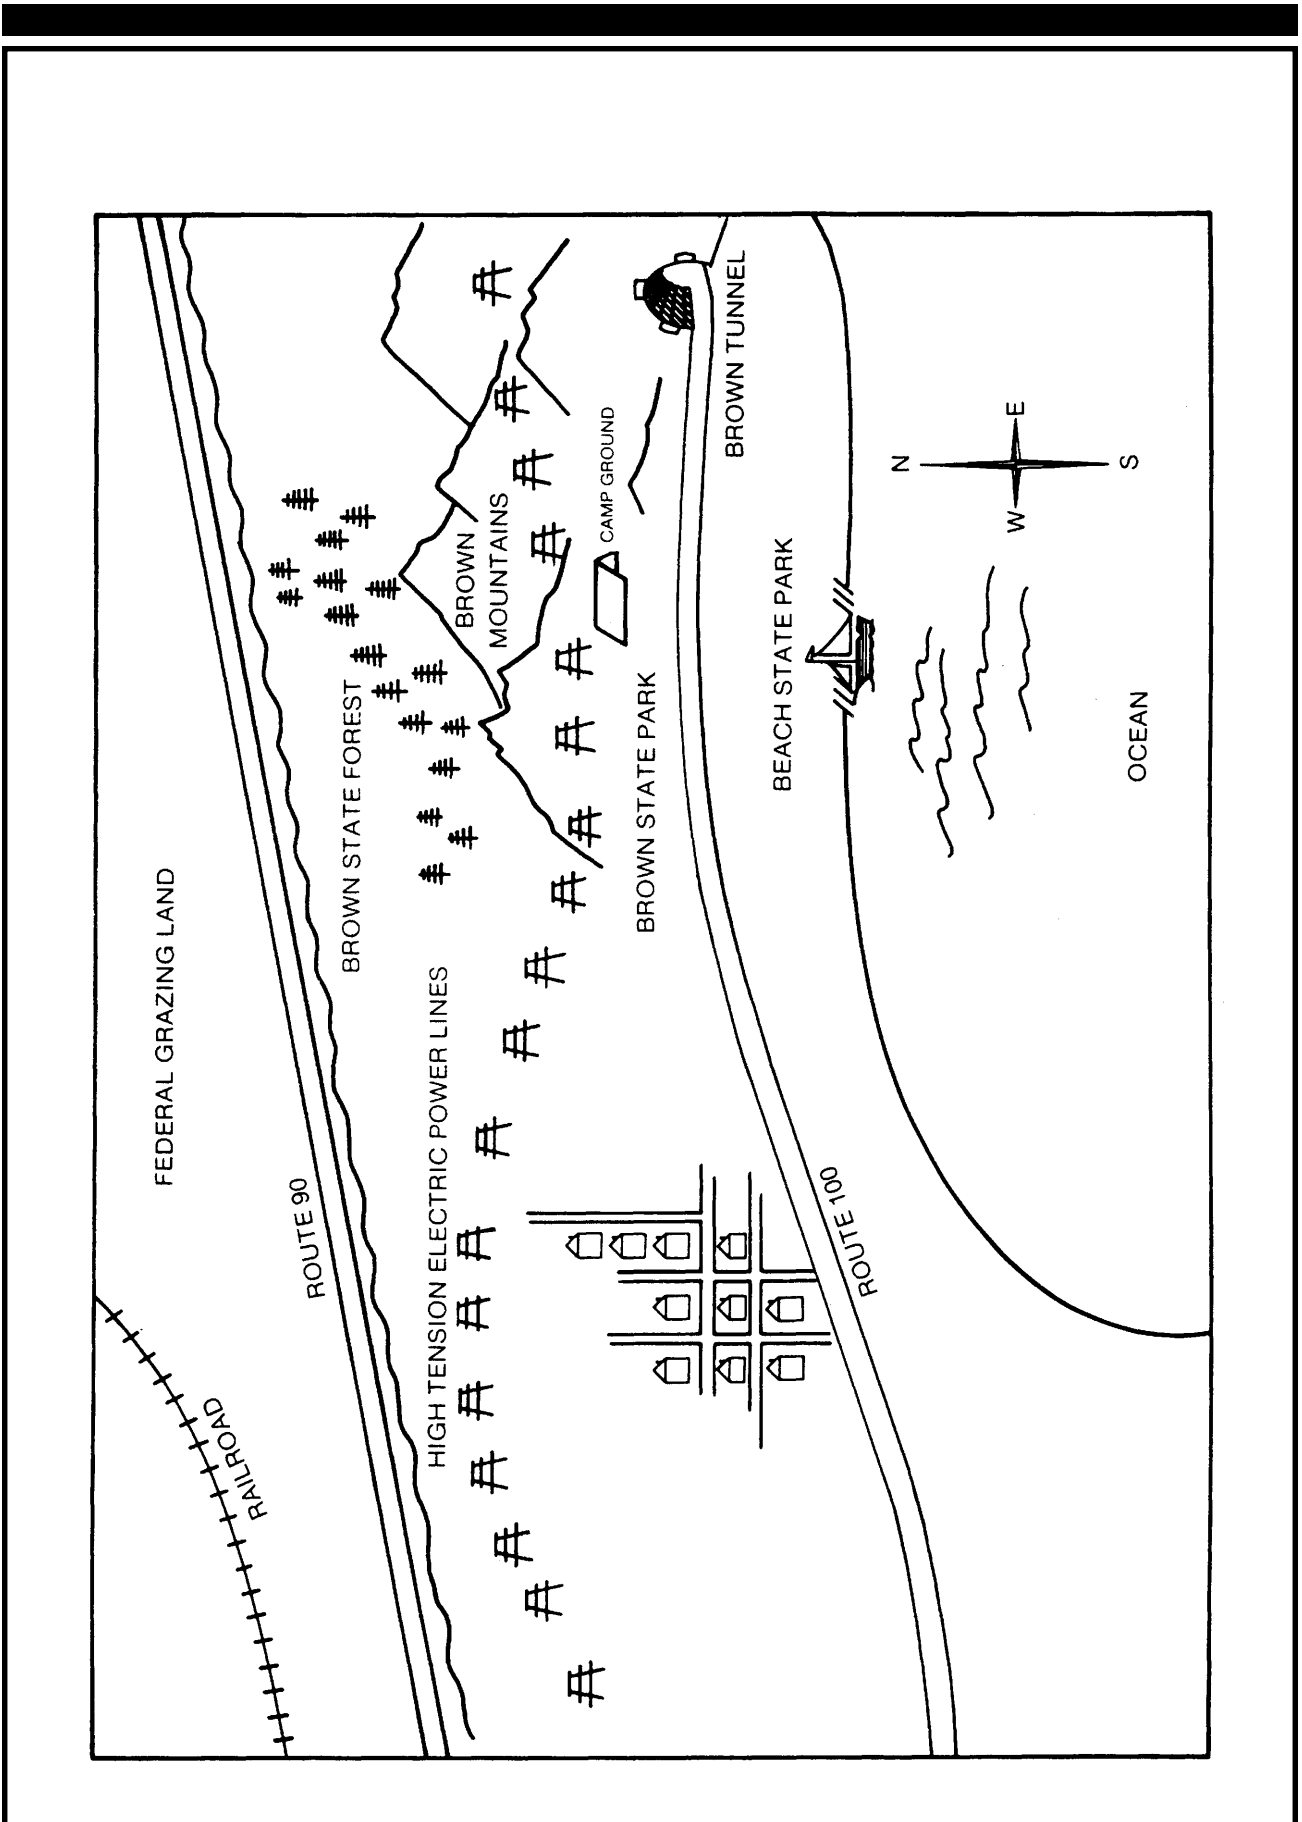 FEDERAL GRAZING LAND
RAILROAD
ROUTE 90
BROWN STATE FOREST
HIGH TENSION ELECTRIC POWER LINES
BROWN
MOUNTAINS
CAMP GROUND
BROWN STATE PARK
BROWN TUNNEL
ROUTE 100
BEACH STATE PARK
N
W
E
S
OCEAN